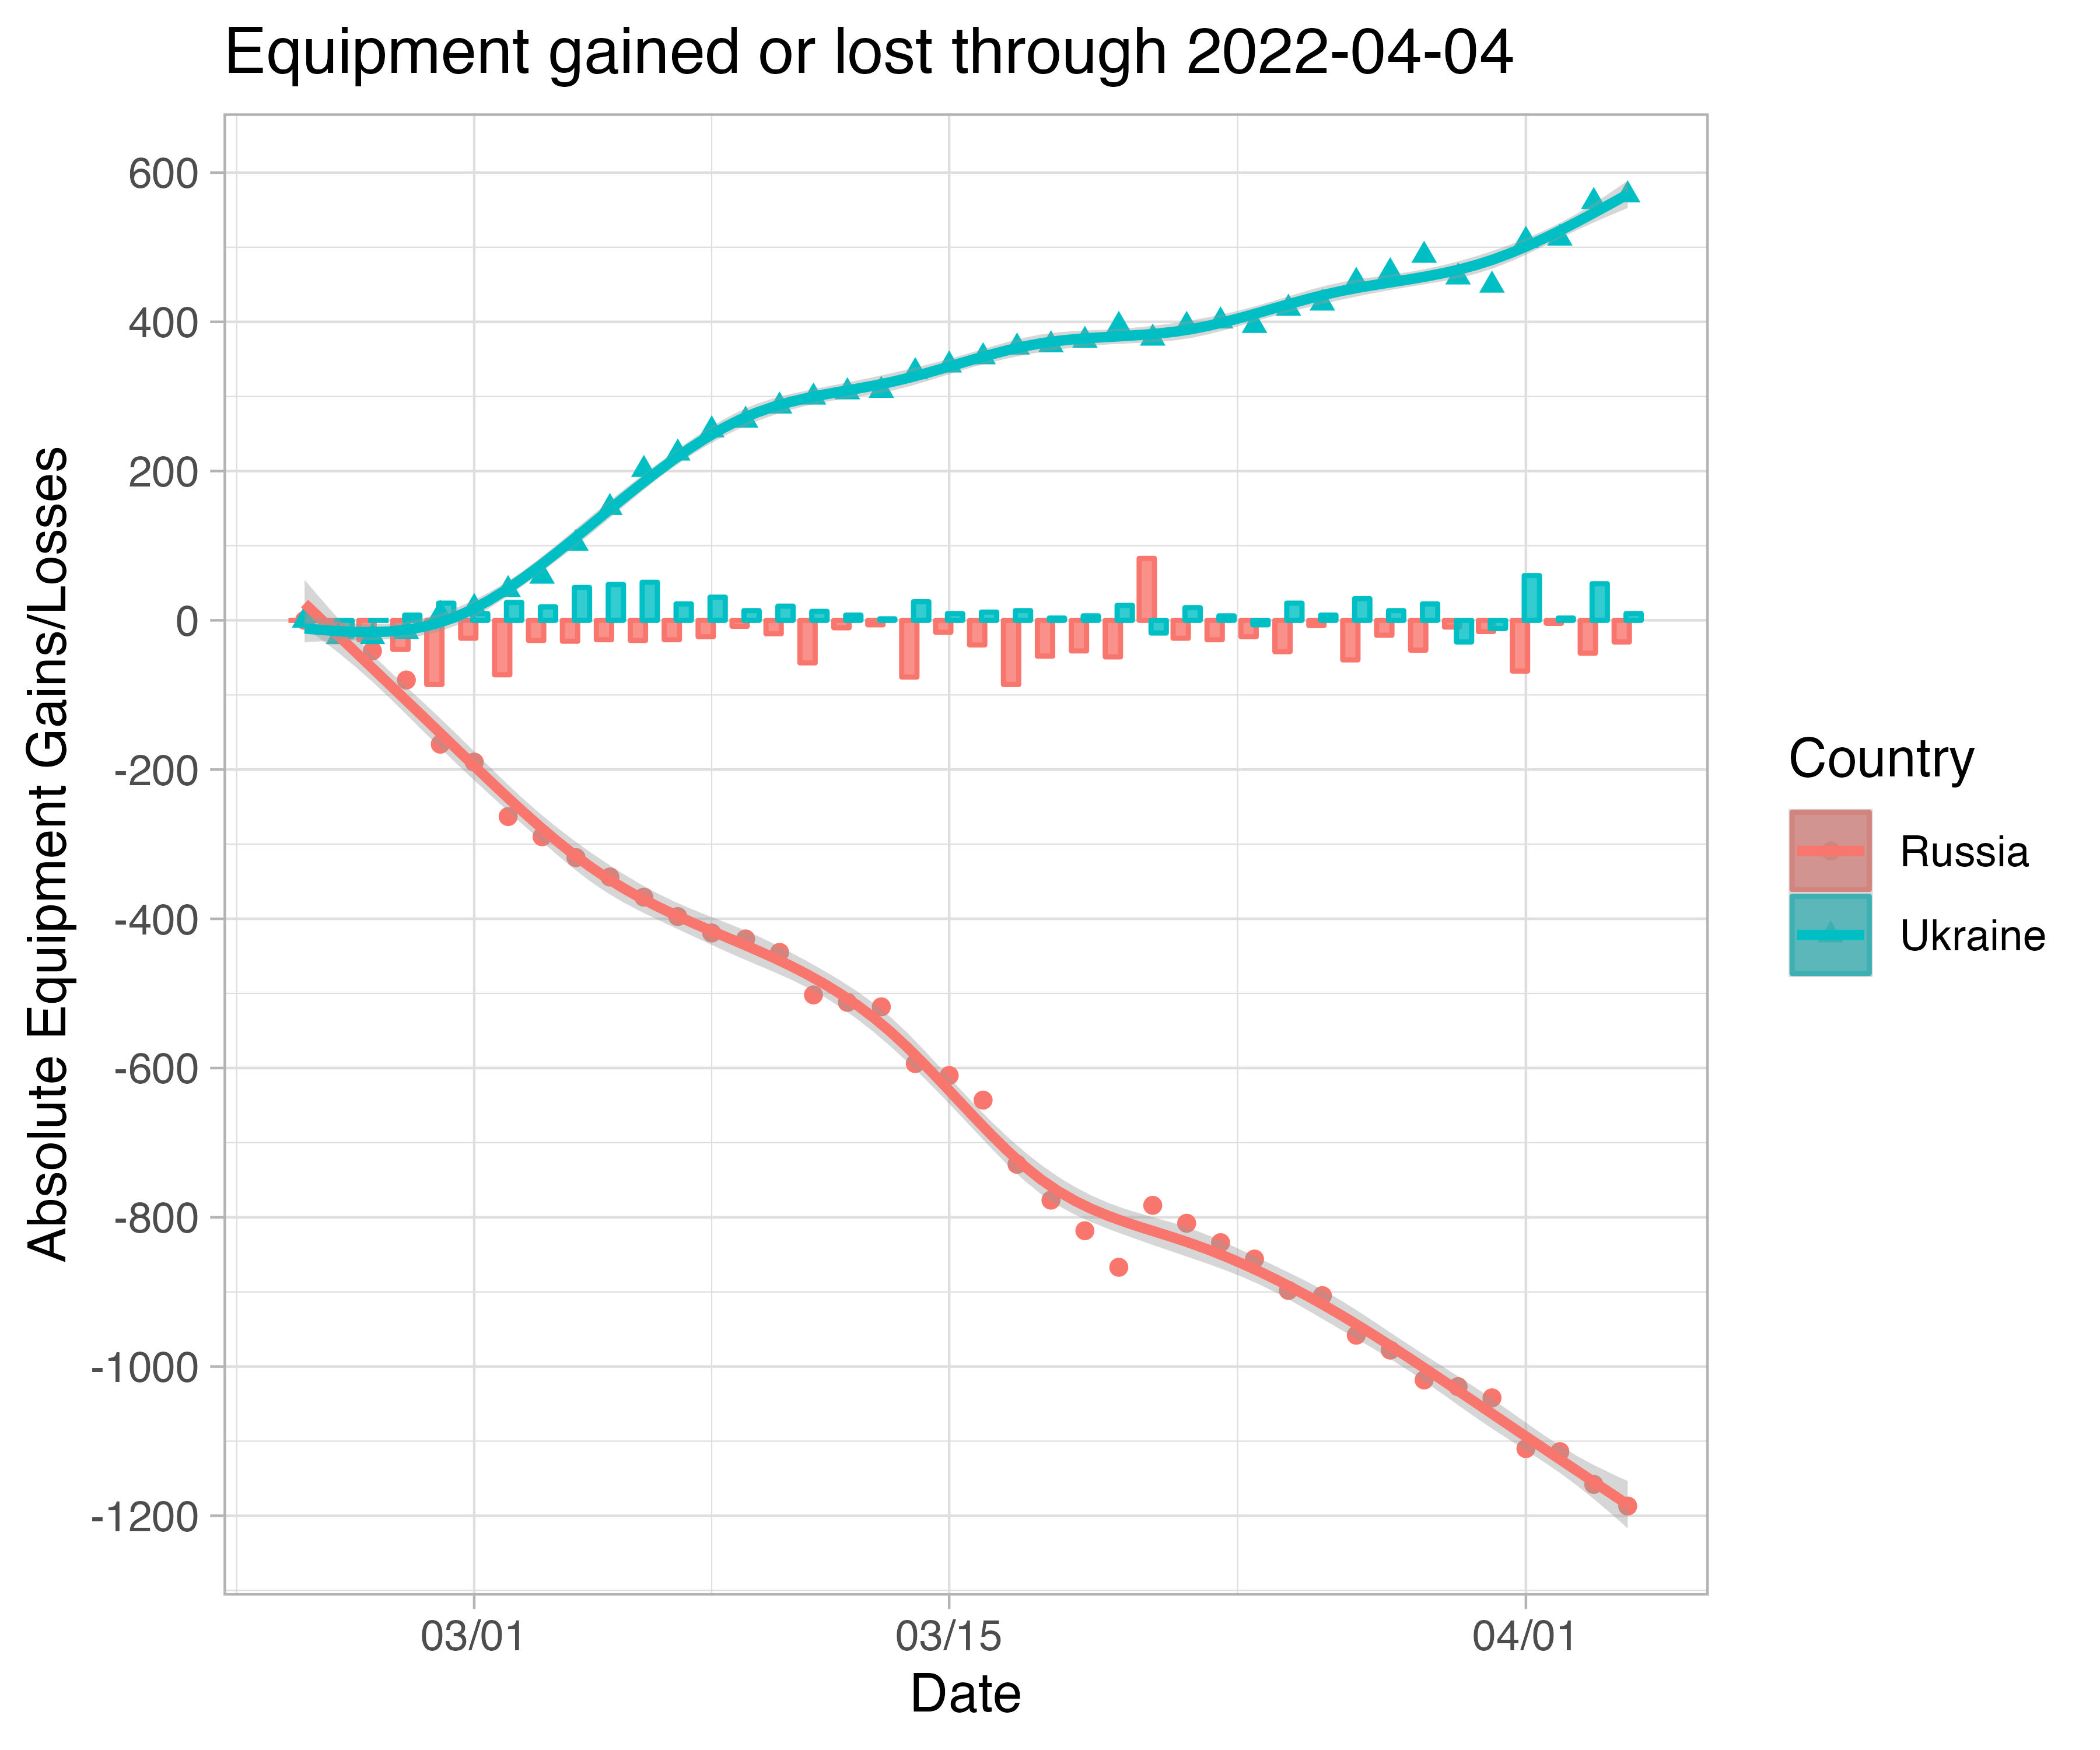 Equipment gained or lost through 2022-04-04
Absolute Equipment Gains/Losses
600
400
200
0
-200
-400
-600
-800
-1000
-1200
03/01
03/15
04/01
Date
Country
Russia
Ukraine